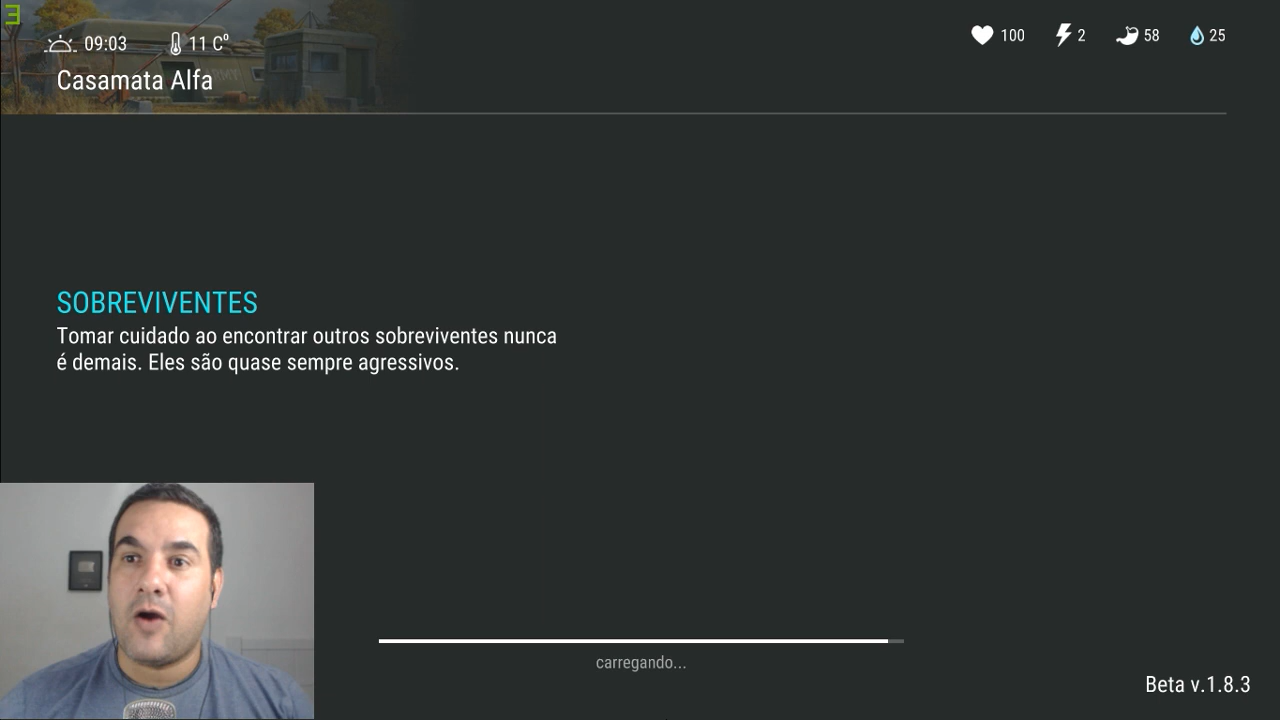 3
09:03
11 Cº
100
2
58
25
Casamata Alfa
SOBREVIVENTES
Tomar cuidado ao encontrar outros sobreviventes nunca
é demais. Eles são quase sempre agressivos.
carregando...
Beta v.1.8.3